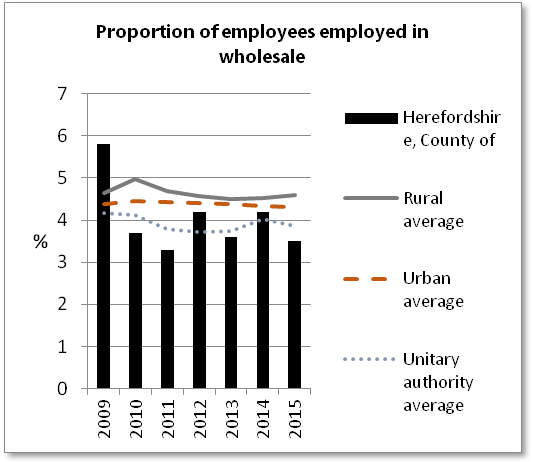 Proportion of employees employed in
wholesale
7
6
5
4
3
2
1
0
%
2009
2010
2011
2012
2013
2014
2015
Herefordshir
e, County of
Rural
average
Urban
average
Unitary
authority
average